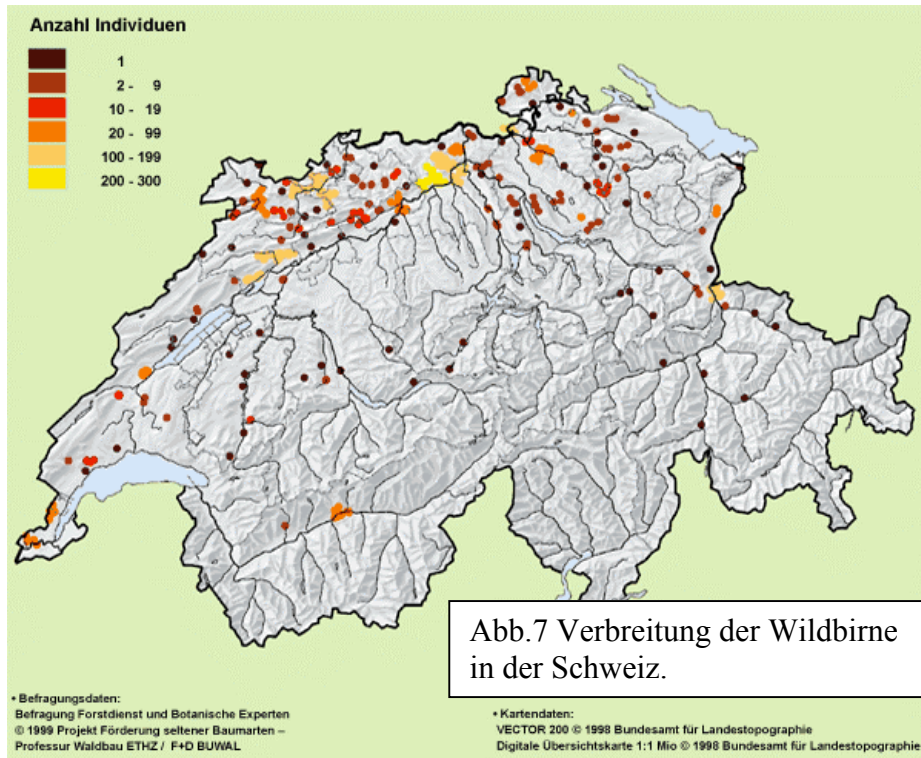 Anzahl Individuen
1
2 - 9
10 - 19
20 - 99
100 - 199
200 - 300
Abb.7 Verbreitung der Wildbirne
in der Schweiz.
• Befragungsdaten:
Befragung Forstdienst und Botanische Experten
© 1999 Projekt Förderung seltener Baumarten –
Professur Waldbau ETHZ / F+D BUWAL
• Kartendaten:
VECTOR 200 © 1998 Bundesamt für Landestopographie
Digitale Übersichtskarte 1:1 Mio © 1998 Bundesamt für Landestopographie